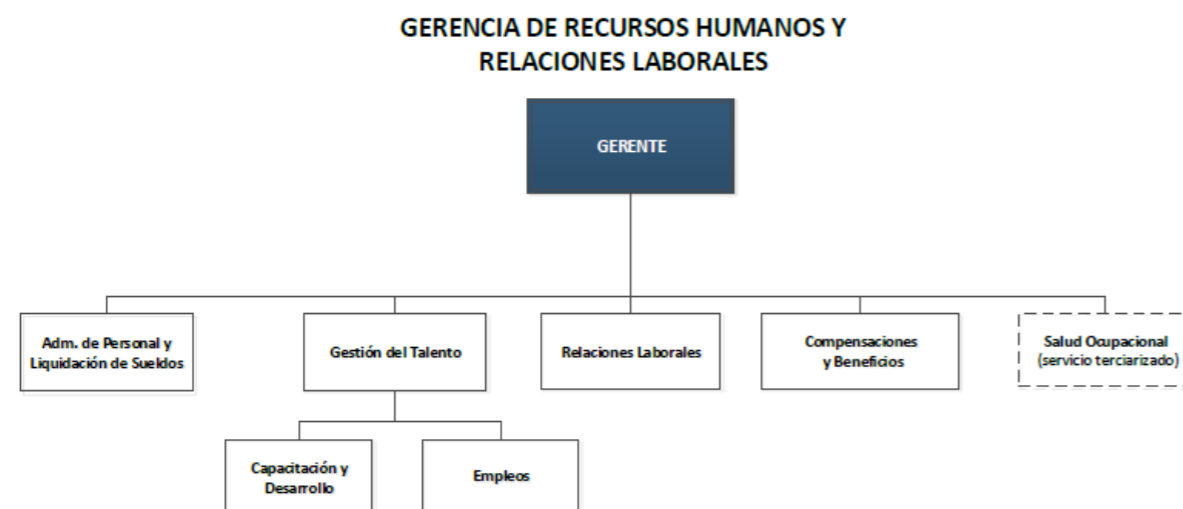 GERENCIA DE RECURSOS HUMANOS Y
RELACIONES LABORALES
GERENTE
Adm. de Personal y
Liquidación de Sueldos
Gestión del Talento
Relaciones Laborales
Compensaciones
y Beneficios
Salud Ocupacional
(servicio terciarizado)
Capacitación y
Desarrollo
Empleos